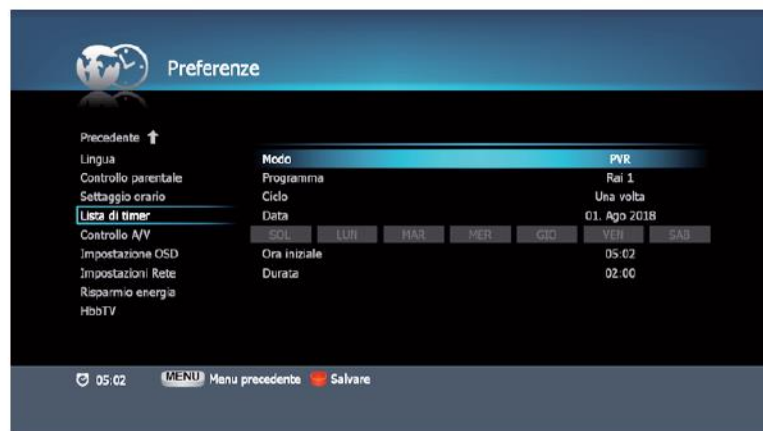 Preferenze
Precedente ↑
Lingua
Controllo parentale
Settaggio orario
Lista di timer
Controllo A/V
Impostazione OSD
Impostazioni Rete
Risparmio energia
HbbTV
Modo PVR
Programma Rai 1
Ciclo Una volta
Data 01. Ago 2018
SOL LUN MAR MER GIO VEN SAB
Ora iniziale 05:02
Durata 02:00
05:02 MENU Menu precedente Salvare